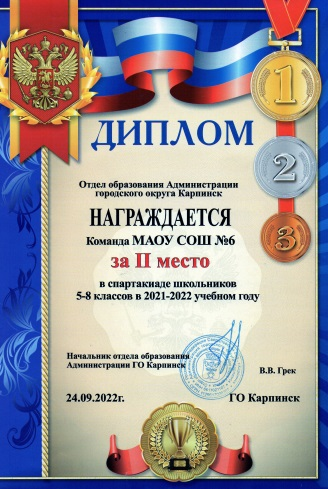 ДИПЛОМ
1
2
3
Отдел образования Администрации
городского округа Карпинск
НАГРАЖДАЕТСЯ
Команда МАОУ СОШ №6
за II место
в спартакиаде школьников
5-8 классов в 2021-2022 учебном году
Начальник отдела образования
Администрации ГО Карпинск
В.В. Грек
24.09.2022г. ГО Карпинск